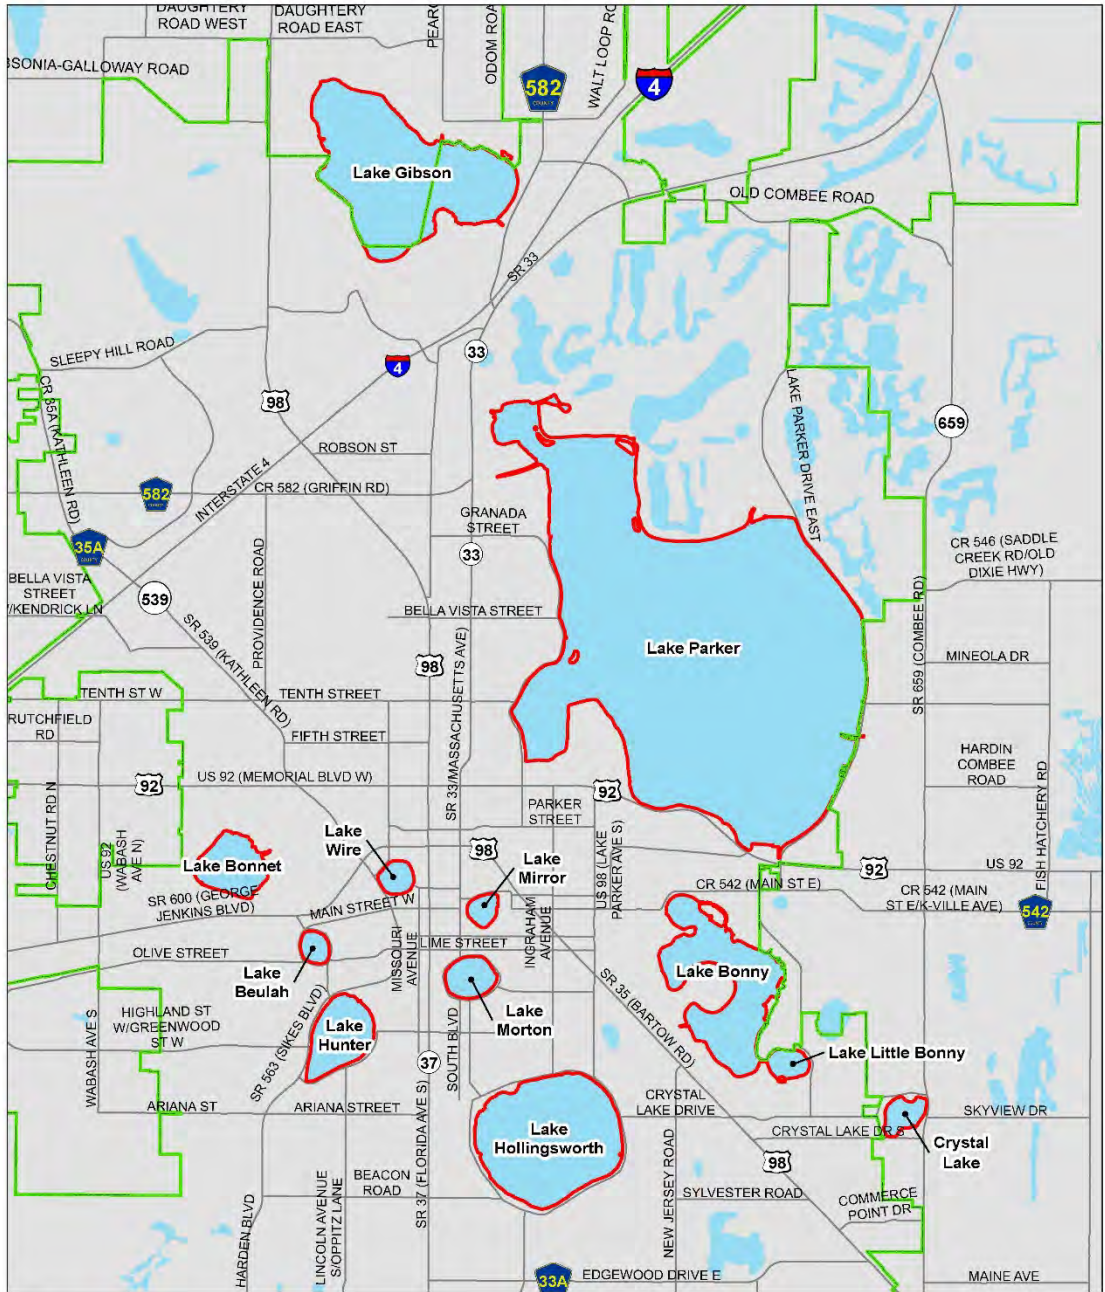 DAUGHTERY
ROAD WEST
DAUGHTERY
ROAD EAST
ODOM ROA
WALT LOOP RO
BSONIA-GALLOWAY ROAD
582
COUNTY
4
Lake Gibson
OLD COMBEE ROAD
SR 33
33
SLEEPY HILL ROAD
4
98
CR 35A (KATHLEEN RD)
LAKE PARKER DRIVE EAST
659
ROBSON ST
INTERSTATE 4
582
CR 582 (GRIFFIN RD)
GRANADA
STREET
35A
33
CR 546 (SADDLE
CREEK RD/OLD
DIXIE HWY)
BELLA VISTA
STREET
/KENDRICK LN
539
PROVIDENCE ROAD
BELLA VISTA STREET
SR 539 (KATHLEEN RD)
Lake Parker
SR 659 (COMBEE RD)
MINEOLA DR
98
TENTH ST W
TENTH STREET
RUTCHFIELD
RD
FIFTH STREET
SR 33/MASSACHUSETTS AVE)
HARDIN
COMBEE
ROAD
92
US 92 (MEMORIAL BLVD W)
92
PARKER
STREET
CHESTNUT RD N
US 92
(WABASH
AVE N)
Lake
Wire
98
Lake
Mirror
US 98 (LAKE
PARKER AVE S)
FISH HATCHERY RD
Lake Bonnet
92
US 92
SR 600 (GEORGE
JENKINS BLVD)
MAIN STREET W
CR 542 (MAIN ST E)
CR 542 (MAIN
ST E/K-VILLE AVE)
542
MISSOURI
AVENUE
LIME STREET
INGRAHAM
AVENUE
OLIVE STREET
Lake
Beulah
Lake Bonny
HIGHLAND ST
W/GREENWOOD
ST W
Lake
Morton
SR 35 (BARTOW RD)
WABASH AVE S
SR 563 (SIKES BLVD)
Lake
Hunter
37
SOUTH BLVD
Lake Little Bonny
ARIANA ST
ARIANA STREET
CRYSTAL
LAKE DRIVE
SKYVIEW DR
CRYSTAL LAKE DR S
Lake
Hollingsworth
Crystal
Lake
98
BEACON
ROAD
SR 37 (FLORIDA AVE S)
NEW JERSEY ROAD
SYLVESTER ROAD
COMMERCE
POINT DR
HARDEN BLVD
LINCOLN AVENUE
S/OPPITZ LANE
33A
EDGEWOOD DRIVE E
MAINE AVE